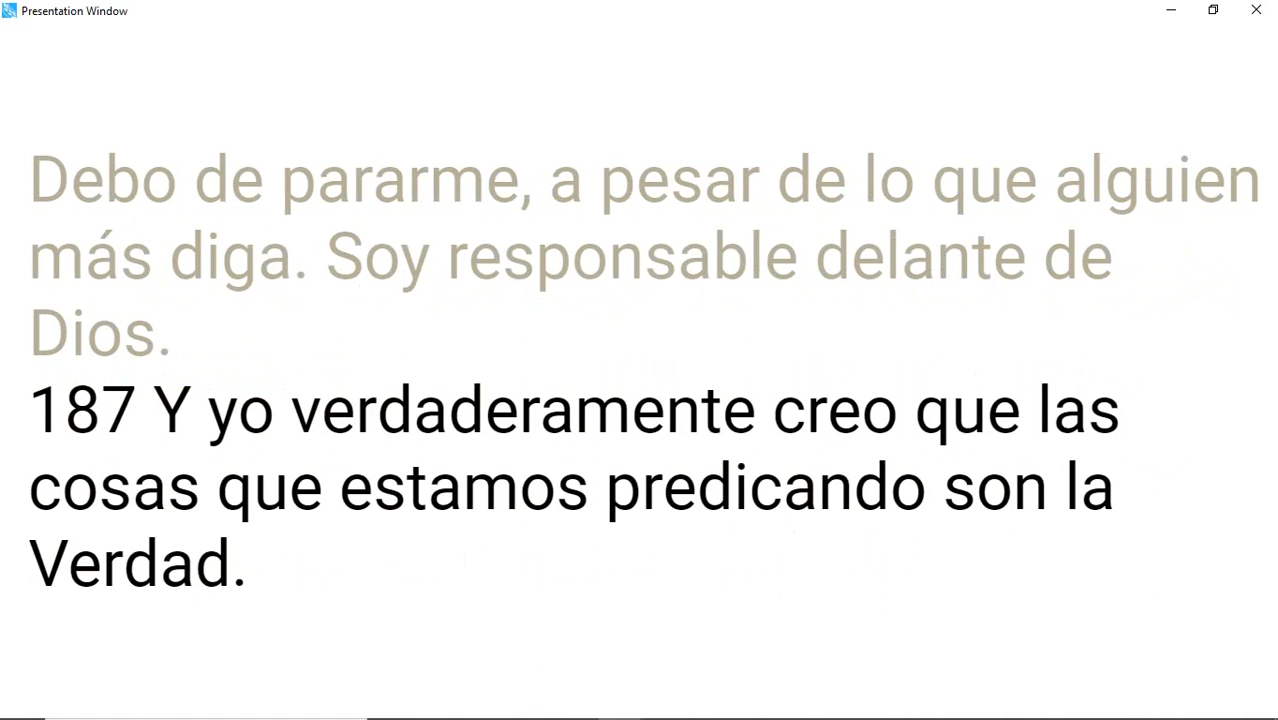 Presentation Window
Debo de pararme, a pesar de lo que alguien
más diga. Soy responsable delante de
Dios.
187 Y yo verdaderamente creo que las
cosas que estamos predicando son la
Verdad.